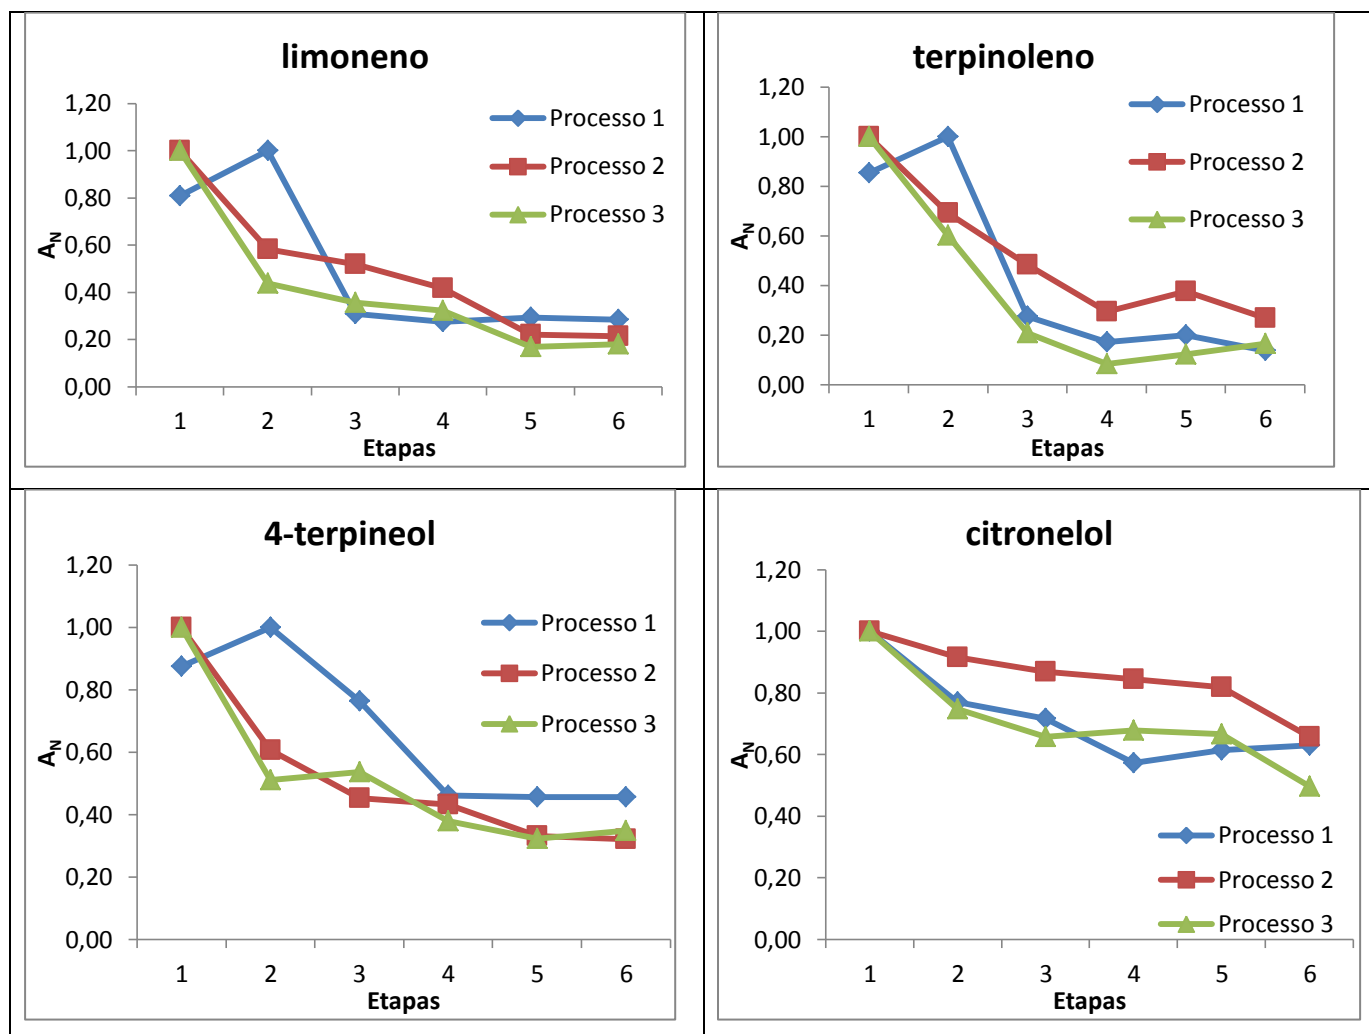 limoneno
1,20
1,00
0,80
0,60
0,40
0,20
0,00
A_N
Processo 1
Processo 2
Processo 3
1 2 3 4 5 6
Etapas
terpinoleno
1,20
1,00
0,80
0,60
0,40
0,20
0,00
A_N
Processo 1
Processo 2
Processo 3
1 2 3 4 5 6
Etapas
4-terpineol
1,20
1,00
0,80
0,60
0,40
0,20
0,00
A_N
Processo 1
Processo 2
Processo 3
1 2 3 4 5 6
Etapas
citronelol
1,20
1,00
0,80
0,60
0,40
0,20
0,00
A_N
Processo 1
Processo 2
Processo 3
1 2 3 4 5 6
Etapas